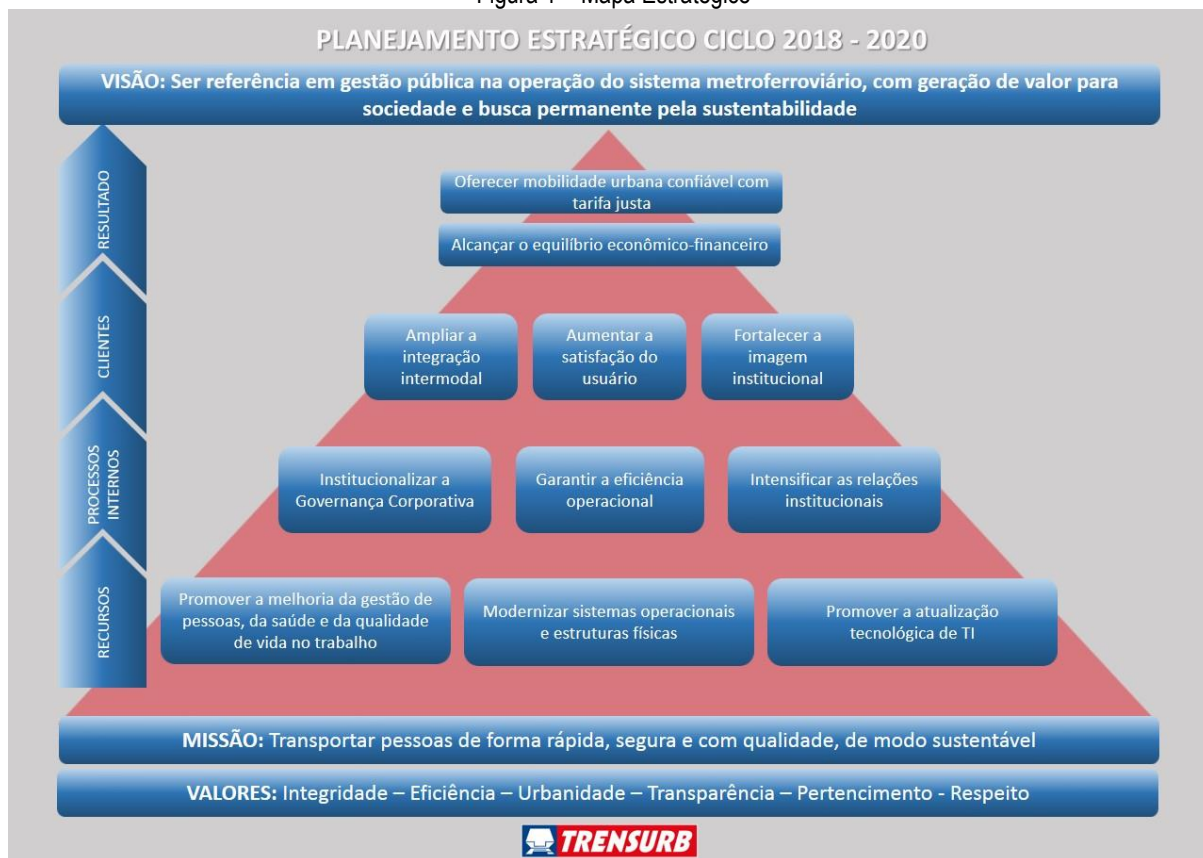 Figura 1 – Mapa Estratégico
PLANEJAMENTO ESTRATÉGICO CICLO 2018 - 2020
VISÃO: Ser referência em gestão pública na operação do sistema metroferroviário, com geração de valor para
sociedade e busca permanente pela sustentabilidade
RESULTADO
Oferecer mobilidade urbana confiável com
tarifa justa
Alcançar o equilíbrio econômico-financeiro
CLIENTES
Ampliar a
integração
intermodal
Aumentar a
satisfação do
usuário
Fortalecer a
imagem
institucional
PROCESSOS
INTERNOS
Institucionalizar a
Governança Corporativa
Garantir a eficiência
operacional
Intensificar as relações
institucionais
RECURSOS
Promover a melhoria da gestão de
pessoas, da saúde e da qualidade
de vida no trabalho
Modernizar sistemas operacionais
e estruturas físicas
Promover a atualização
tecnológica de TI
MISSÃO: Transportar pessoas de forma rápida, segura e com qualidade, de modo sustentável
VALORES: Integridade – Eficiência – Urbanidade – Transparência – Pertencimento - Respeito
TRENSURB